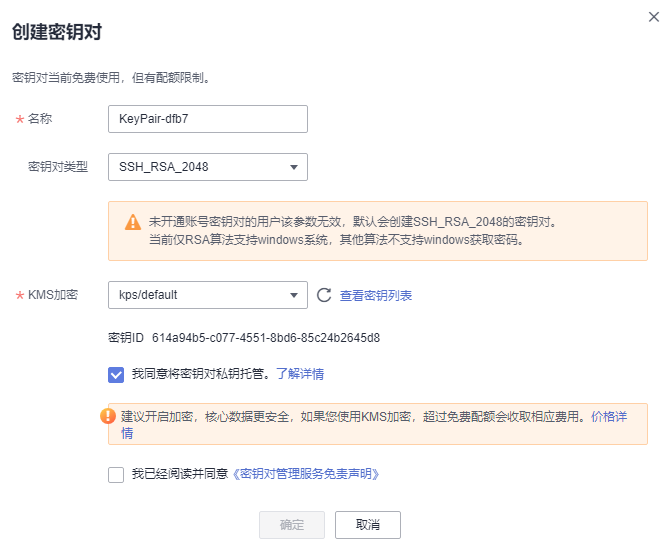 创建密钥对
密钥对当前免费使用，但有配额限制。
* 名称 KeyPair-dfb7
密钥对类型 SSH_RSA_2048
未开通账号密钥对的用户该参数无效，默认会创建SSH_RSA_2048的密钥对。
当前仅RSA算法支持windows系统，其他算法不支持windows获取密码。
* KMS加密 kps/default 查看密钥列表
密钥ID 614a94b5-c077-4551-8bd6-85c24b2645d8
我同意将密钥对私钥托管。了解详情
建议开启加密，核心数据更安全，如果您使用KMS加密，超过免费配额会收取相应费用。价格详
情
我已经阅读并同意《密钥对管理服务免责声明》
确定 取消